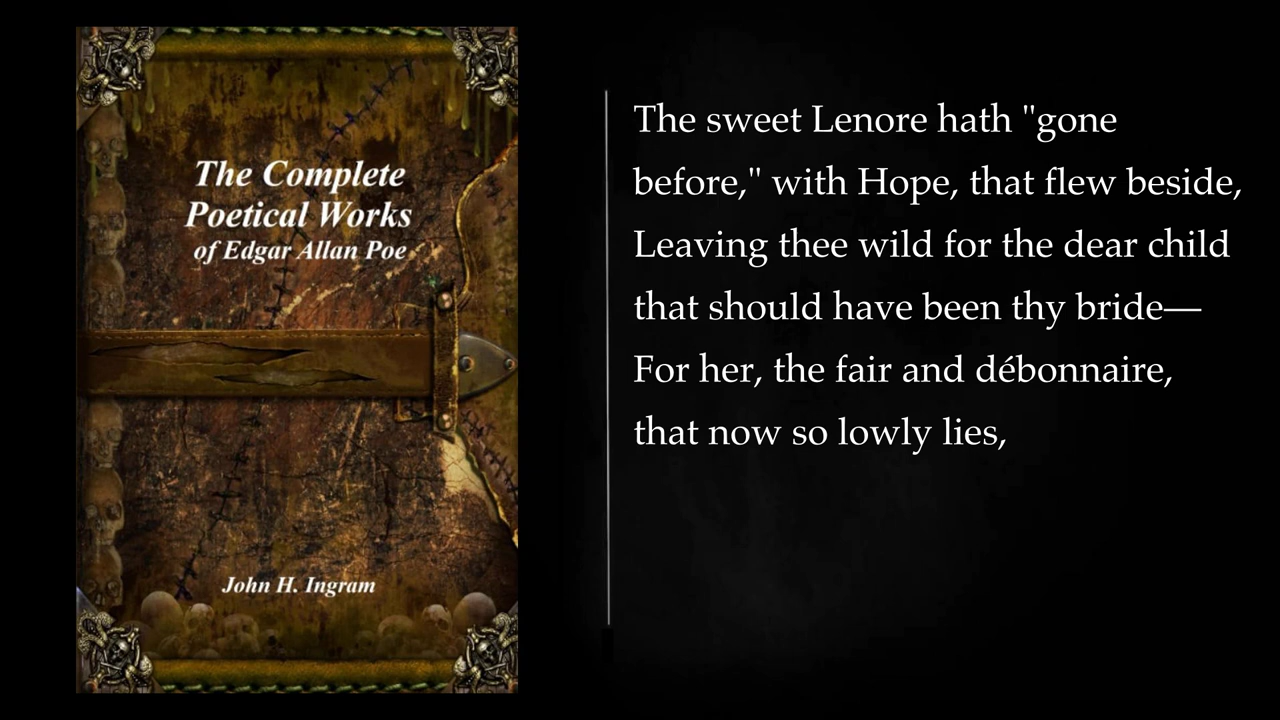 The Complete
Poetical Works
of Edgar Allan Poe
John H. Ingram
The sweet Lenore hath "gone
before," with Hope, that flew beside,
Leaving thee wild for the dear child
that should have been thy bride—
For her, the fair and débonnaire,
that now so lowly lies,